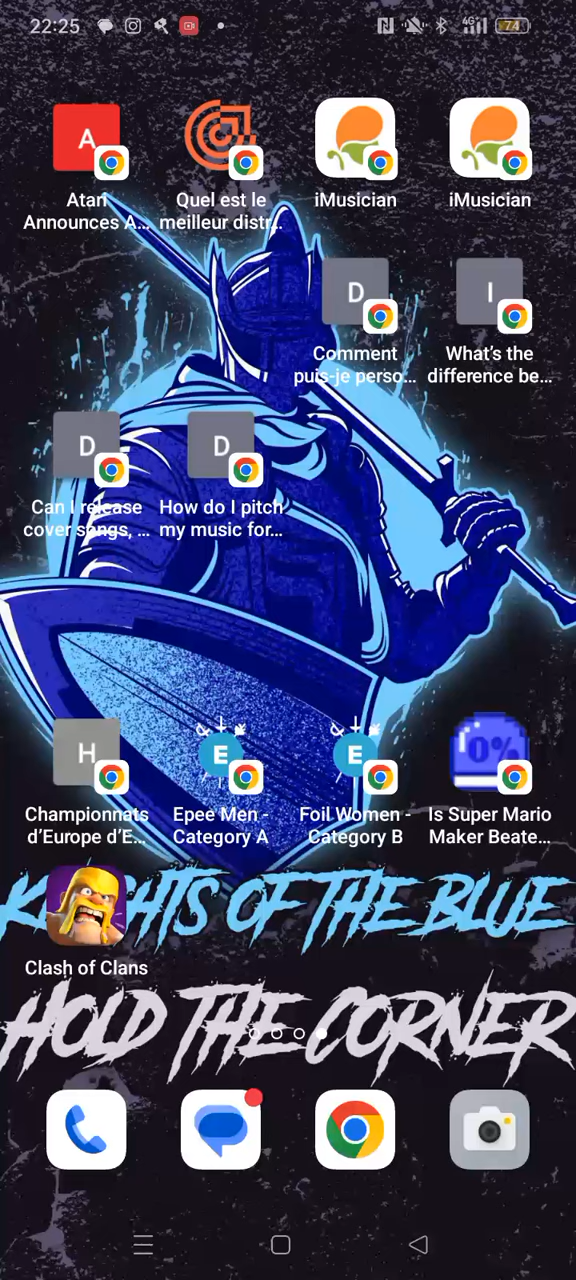 22:25
4G
74
A
Atari
Announces A...
Quel est le
meilleur distr...
iMusician
iMusician
D
Comment
puis-je perso...
I
What's the
difference be...
D
Can I release
cover songs, ...
D
How do I pitch
my music for...
H
Championnats
d'Europe d'E...
E
Epee Men -
Category A
E
Foil Women -
Category B
0%
Is Super Mario
Maker Beate...
KNIGHTS OF THE BLUE
Clash of Clans
HOLD THE CORNER